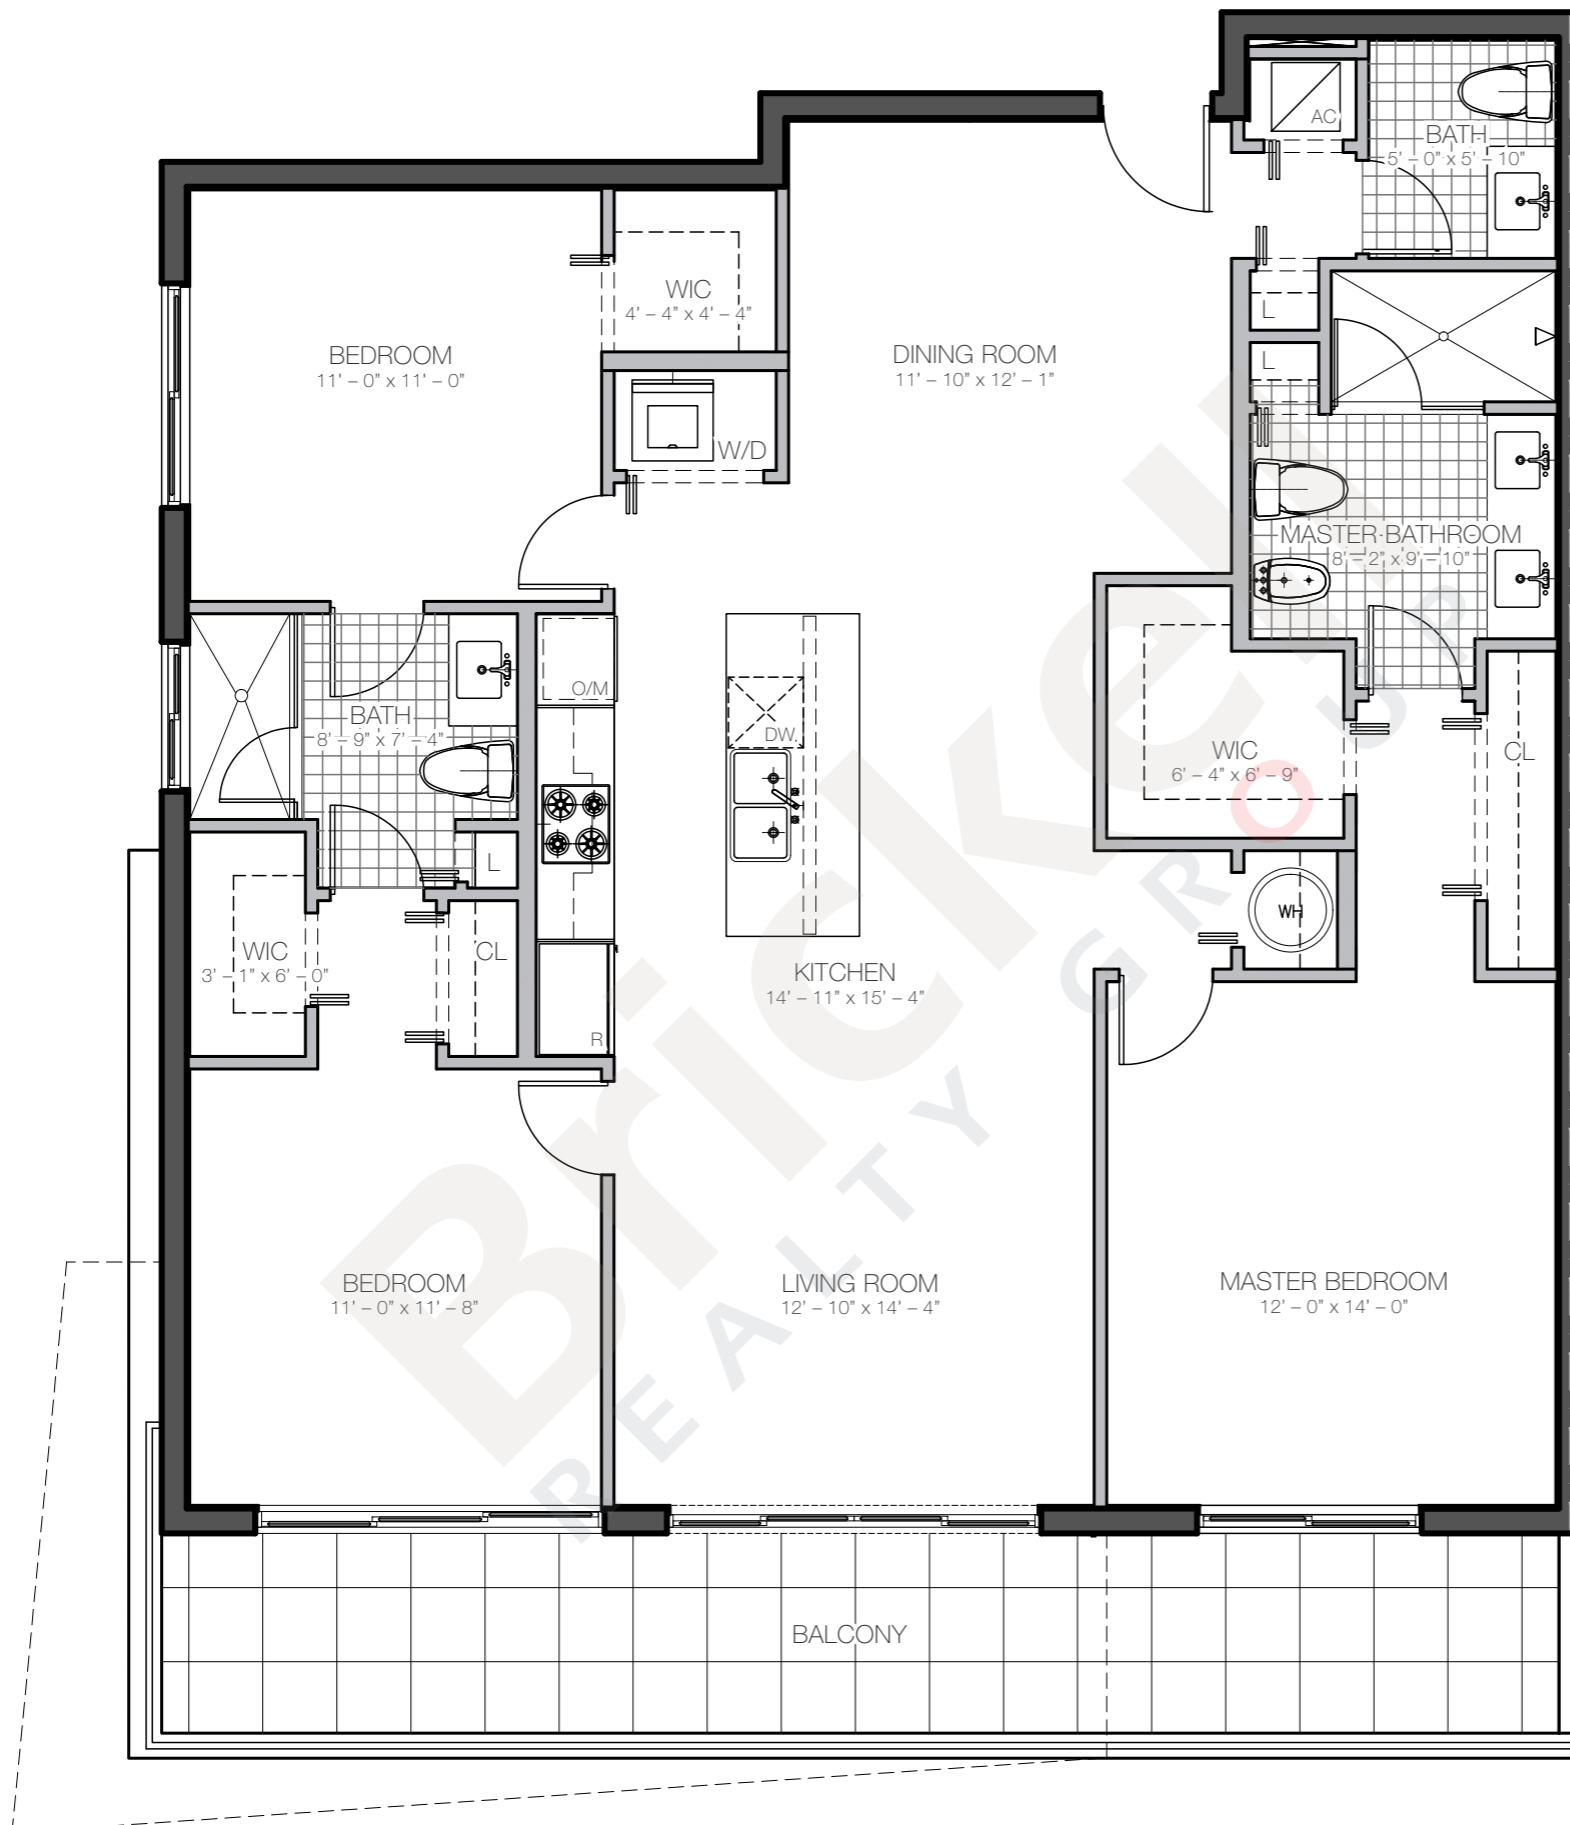 AC
BATH
5' – 0" x 5' – 10"
WIC
4' – 4" x 4' – 4"
L
BEDROOM
11' – 0" x 11' – 0"
DINING ROOM
11' – 10" x 12' – 1"
L
W/D
MASTER BATHROOM
8' – 2" x 9' – 10"
O/M
BATH
8' – 9" x 7' – 4"
DW.
WIC
6' – 4" x 6' – 9"
CL
L
WH
WIC
3' – 1" x 6' – 0"
CL
KITCHEN
14' – 11" x 15' – 4"
R
BEDROOM
11' – 0" x 11' – 8"
LIVING ROOM
12' – 10" x 14' – 4"
MASTER BEDROOM
12' – 0" x 14' – 0"
BALCONY
Brickell
REALTY GROUP